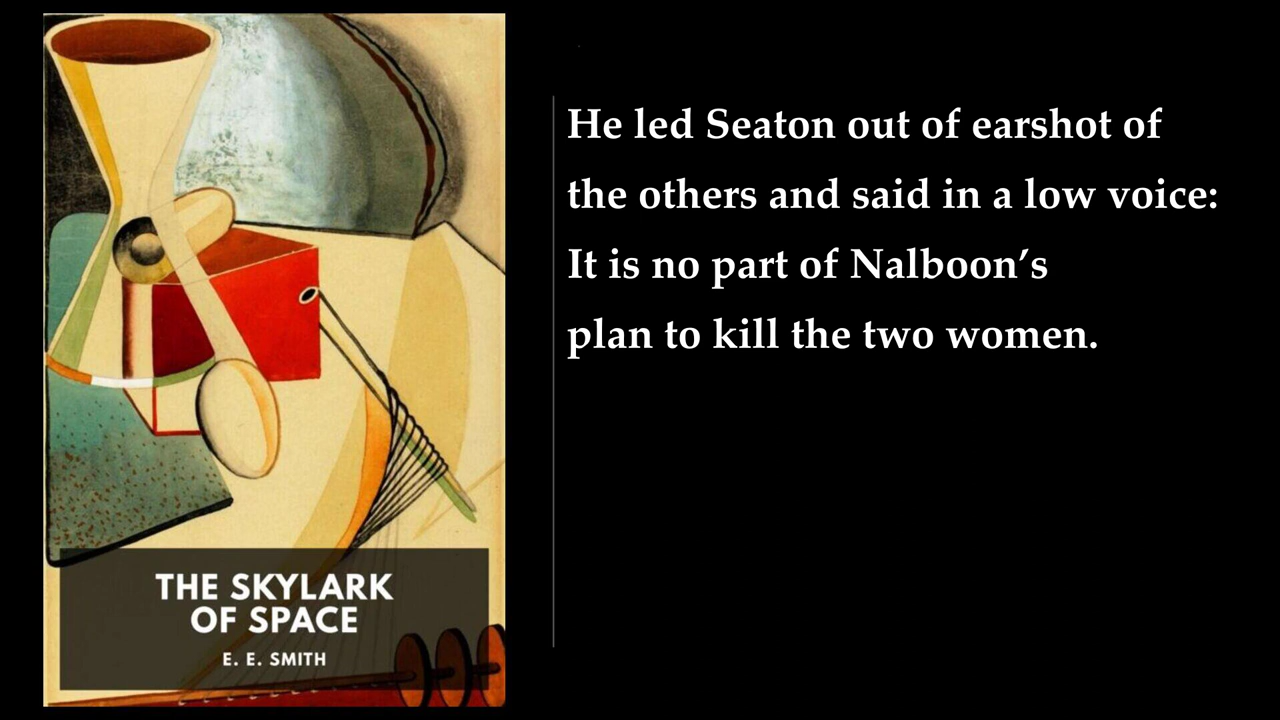 THE SKYLARK
OF SPACE
E. E. SMITH
He led Seaton out of earshot of
the others and said in a low voice:
It is no part of Nalboon’s
plan to kill the two women.